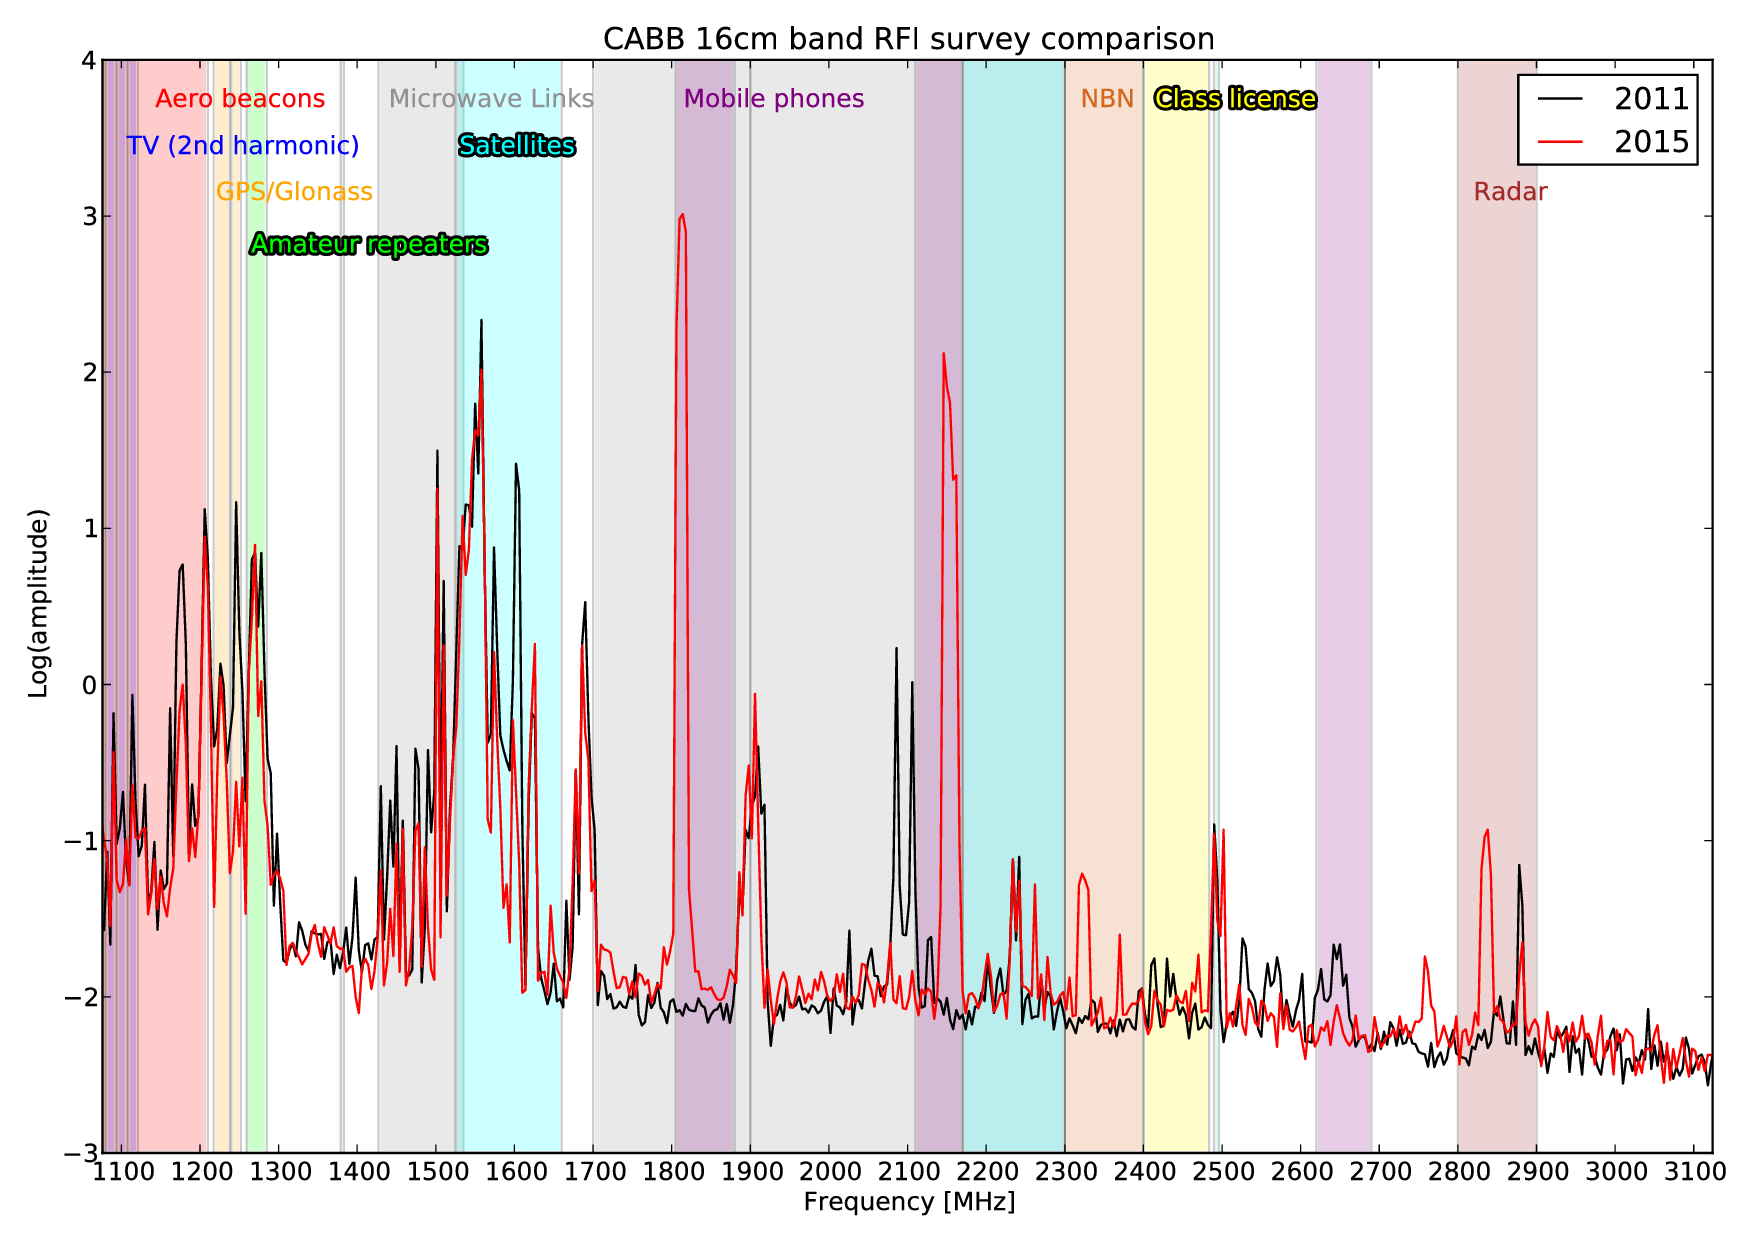 CABB 16cm band RFI survey comparison
4
3
2
1
0
−1
−2
−3
Log(amplitude)
Aero beacons
Microwave Links
Mobile phones
NBN
Class license
2011
2015
TV (2nd harmonic)
Satellites
GPS/Glonass
Radar
Amateur repeaters
1100 1200 1300 1400 1500 1600 1700 1800 1900 2000 2100 2200 2300 2400 2500 2600 2700 2800 2900 3000 3100
Frequency [MHz]